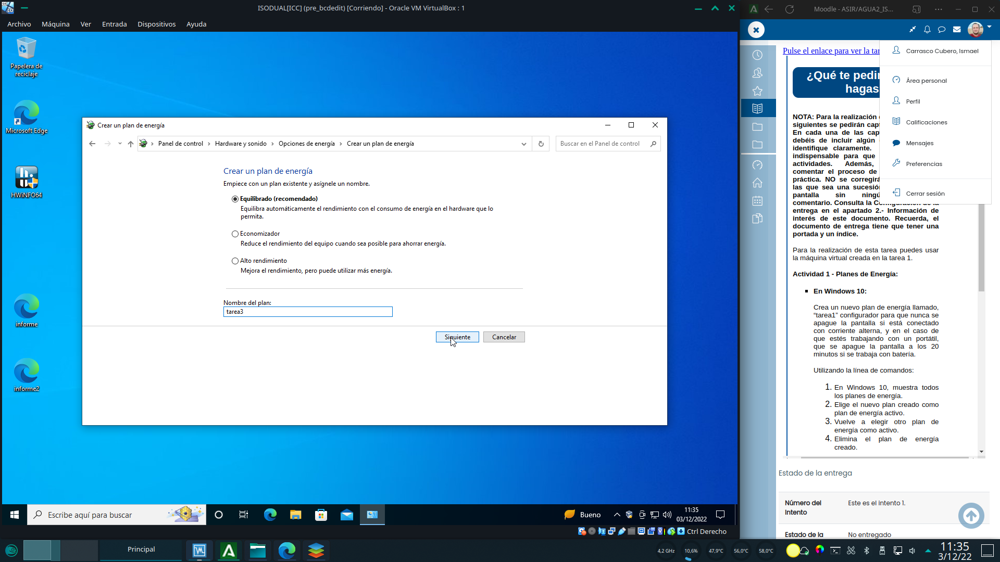 ISODUAL[ICC] (pre_bcdedit) [Corriendo] - Oracle VM VirtualBox : 1
Archivo Máquina Ver Entrada Dispositivos Ayuda
Papelera de
reciclaje
Microsoft Edge
HWiNFO64
informe
informe2
Crear un plan de energía
Panel de control > Hardware y sonido > Opciones de energía > Crear un plan de energía
Buscar en el Panel de control
Crear un plan de energía
Empiece con un plan existente y asígnele un nombre.
Equilibrado (recomendado)
Equilibra automáticamente el rendimiento con el consumo de energía en el hardware que lo
permita.
Economizador
Reduce el rendimiento del equipo cuando sea posible para ahorrar energía.
Alto rendimiento
Mejora el rendimiento, pero puede utilizar más energía.
Nombre del plan:
tarea3
Siguiente Cancelar
Escribe aquí para buscar
Bueno
11:35
03/12/2022
Ctrl Derecho
Moodle - ASIR/AGUA2_IS...
Carrasco Cubero, Ismael
Área personal
Perfil
Calificaciones
Mensajes
Preferencias
Cerrar sesión
Pulse el enlace para ver la tar
¿Qué te pedir
hagas
NOTA: Para la realización
siguientes se pedirán capt
En cada una de las cap
debéis de incluir algún
identifique claramente.
indispensable para que
actividades. Además,
comentar el proceso de
práctica. NO se corregirá
las que sea una sucesión
pantalla sin ningú
comentario. Consulta la Configuración de la
entrega en el apartado 2.- Información de
interés de este documento. Recuerda, el
documento de entrega tiene que tener una
portada y un índice.
Para la realización de esta tarea puedes usar
la máquina virtual creada en la tarea 1.
Actividad 1 - Planes de Energía:
En Windows 10:
Crea un nuevo plan de energía llamado,
“tarea1” configurador para que nunca se
apague la pantalla si está conectado
con corriente alterna, y en el caso de
que estés trabajando con un portátil,
que se apague la pantalla a los 20
minutos si se trabaja con batería.
Utilizando la línea de comandos:
1. En Windows 10, muestra todos
los planes de energía.
2. Elige el nuevo plan creado como
plan de energía activo.
3. Vuelve a elegir otro plan de
energía como activo.
4. Elimina el plan de energía
creado.
Estado de la entrega
Número del
Intento
Este es el intento 1.
Estado de la
No entregado
Principal
4,2 GHz 10,6% 47,9°C 56,0°C 58,0°C
11:35
3/12/22